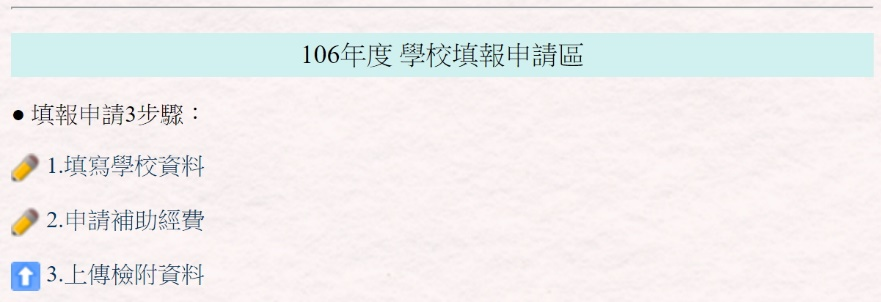 106年度 學校填報申請區
● 填報申請3步驟：
1.填寫學校資料
2.申請補助經費
3.上傳檢附資料